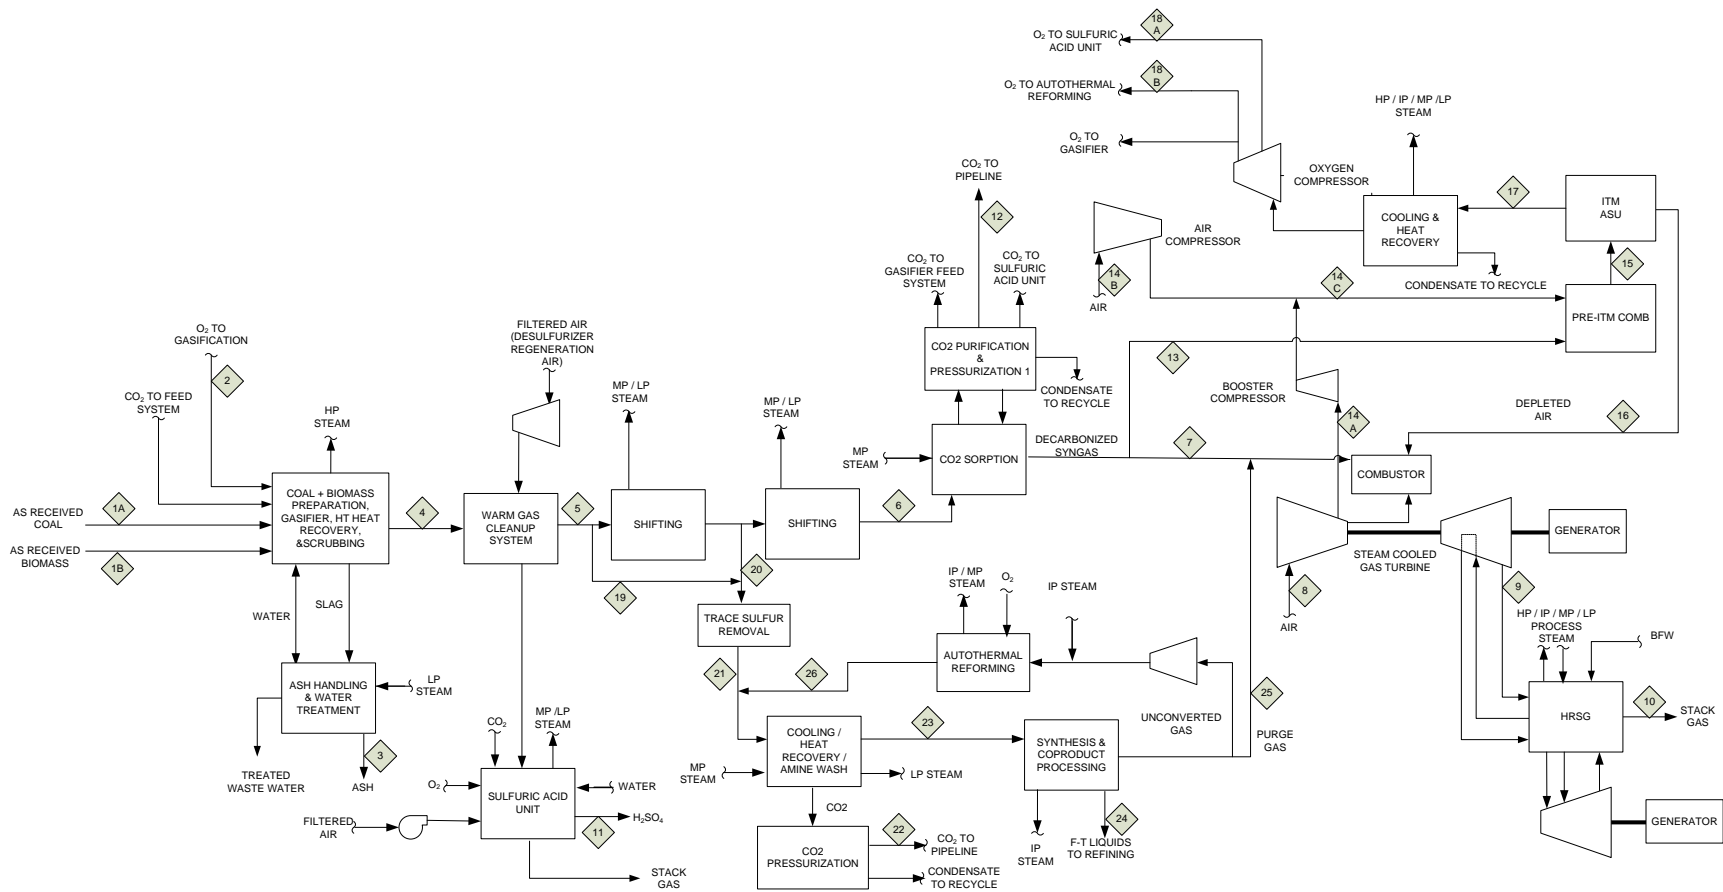 18
A
O₂ TO SULFURIC
ACID UNIT
18
B
O₂ TO AUTOTHERMAL
REFORMING
HP / IP / MP /LP
STEAM
O₂ TO
GASIFIER
OXYGEN
COMPRESSOR
CO₂ TO
PIPELINE
12
17
ITM
ASU
COOLING &
HEAT
RECOVERY
AIR
COMPRESSOR
CO₂ TO
GASIFIER FEED
SYSTEM
CO₂ TO
SULFURIC
ACID UNIT
14
B
AIR
14
C
15
CONDENSATE TO RECYCLE
PRE-ITM COMB
O₂ TO
GASIFICATION
2
FILTERED AIR
(DESULFURIZER
REGENERATION
AIR)
CO2 PURIFICATION
&
PRESSURIZATION 1
13
CONDENSATE
TO RECYCLE
BOOSTER
COMPRESSOR
CO₂ TO FEED
SYSTEM
HP
STEAM
MP / LP
STEAM
MP / LP
STEAM
14
A
DEPLETED
AIR
16
MP
STEAM
CO2 SORPTION
DECARBONIZED
SYNGAS
7
COMBUSTOR
AS RECEIVED
COAL
1A
COAL + BIOMASS
PREPARATION,
GASIFIER, HT HEAT
RECOVERY,
&SCRUBBING
4
WARM GAS
CLEANUP
SYSTEM
5
SHIFTING
SHIFTING
6
AS RECEIVED
BIOMASS
1B
GENERATOR
STEAM COOLED
GAS TURBINE
20
19
IP / MP
STEAM
O₂
IP STEAM
8
AIR
9
WATER
SLAG
TRACE SULFUR
REMOVAL
AUTOTHERMAL
REFORMING
HP / IP / MP / LP
PROCESS
STEAM
BFW
21
26
25
ASH HANDLING
& WATER
TREATMENT
LP
STEAM
HRSG
10
STACK
GAS
CO₂
MP /LP
STEAM
23
UNCONVERTED
GAS
PURGE
GAS
COOLING /
HEAT
RECOVERY /
AMINE WASH
SYNTHESIS &
COPRODUCT
PROCESSING
3
TREATED
WASTE WATER
ASH
O₂
SULFURIC ACID
UNIT
WATER
MP
STEAM
LP STEAM
CO2
FILTERED
AIR
11
H₂SO₄
22
CO₂ TO
PIPELINE
24
IP
STEAM
F-T LIQUIDS
TO REFINING
GENERATOR
CO2
PRESSURIZATION
STACK
GAS
CONDENSATE
TO RECYCLE